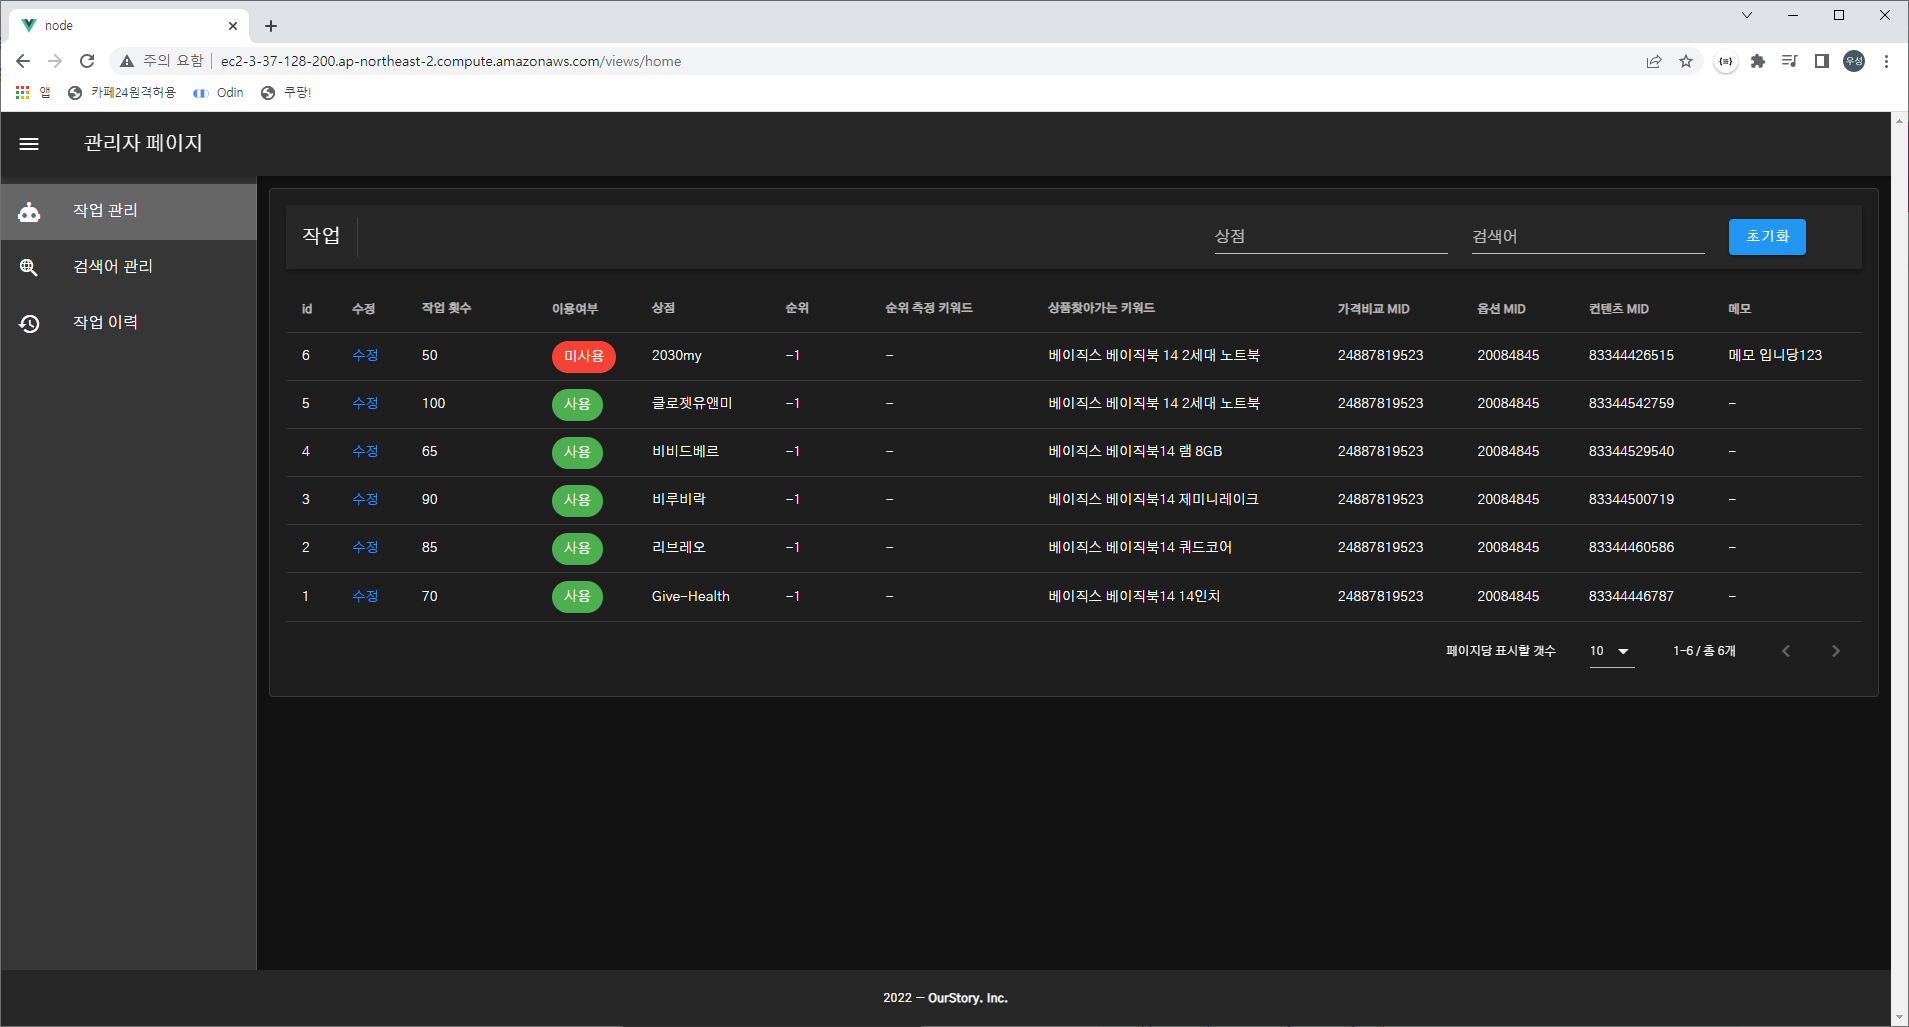 node
주의 요함 ec2-3-37-128-200.ap-northeast-2.compute.amazonaws.com/views/home
우성
앱 카페24원격허용 Odin 쿠팡!
관리자 페이지
작업 관리
검색어 관리
작업 이력
작업 상점 검색어 초기화
id 수정 작업 횟수 이용여부 상점 순위 순위 측정 키워드 상품찾아가는 키워드 가격비교 MID 옵션 MID 컨텐츠 MID 메모
6 수정 50 미사용 2030my -1 - 베이직스 베이직북 14 2세대 노트북 24887819523 20084845 83344426515 메모 입니당123
5 수정 100 사용 클로젯유앤미 -1 - 베이직스 베이직북 14 2세대 노트북 24887819523 20084845 83344542759 -
4 수정 65 사용 비비드베르 -1 - 베이직스 베이직북14 램 8GB 24887819523 20084845 83344529540 -
3 수정 90 사용 비루비락 -1 - 베이직스 베이직북14 제미니레이크 24887819523 20084845 83344500719 -
2 수정 85 사용 리브레오 -1 - 베이직스 베이직북14 쿼드코어 24887819523 20084845 83344460586 -
1 수정 70 사용 Give-Health -1 - 베이직스 베이직북14 14인치 24887819523 20084845 83344446787 -
페이지당 표시할 갯수 10 1-6 / 총 6개
2022 — OurStory. Inc.